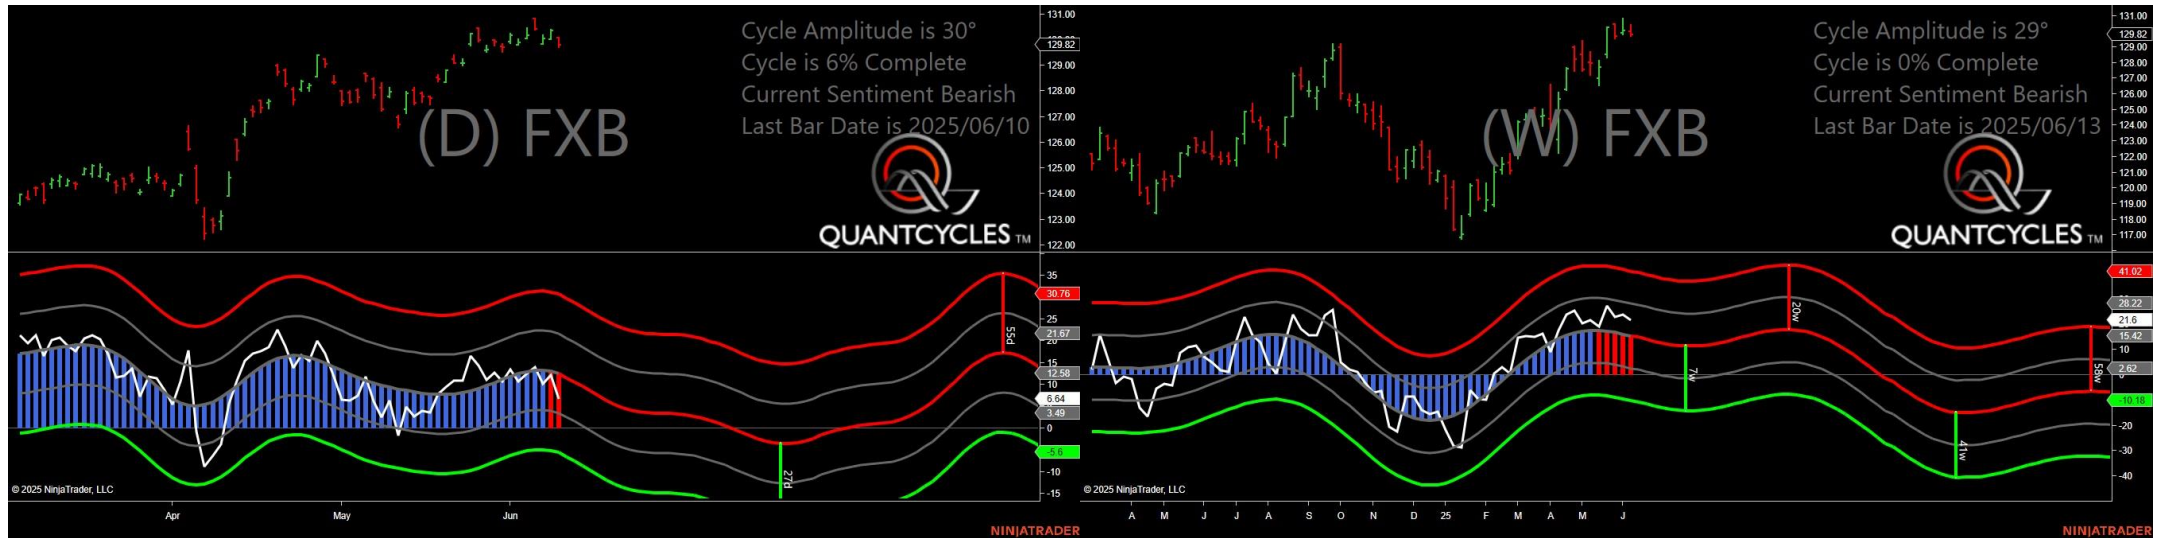 Cycle Amplitude is 30°
Cycle is 6% Complete
Current Sentiment Bearish
Last Bar Date is 2025/06/10
(D) FXB
QUANTCYCLES TM
131.00
129.82
129.00
128.00
127.00
126.00
125.00
124.00
123.00
122.00
35
30.76
25
21.67
20
15
12.58
10
6.64
3.49
0
-5.6
-10
-15
55d
27d
© 2025 NinjaTrader, LLC
Apr
May
Jun
NINJATRADER
Cycle Amplitude is 29°
Cycle is 0% Complete
Current Sentiment Bearish
Last Bar Date is 2025/06/13
(W) FXB
QUANTCYCLES TM
131.00
129.82
129.00
128.00
127.00
126.00
125.00
124.00
123.00
122.00
121.00
120.00
119.00
118.00
117.00
41.02
28.22
21.6
15.42
10
2.62
0
-10.18
-20
-30
-40
7w
20w
41w
58w
© 2025 NinjaTrader, LLC
A
M
J
J
A
S
O
N
D
25
F
M
A
M
J
NINJATRADER